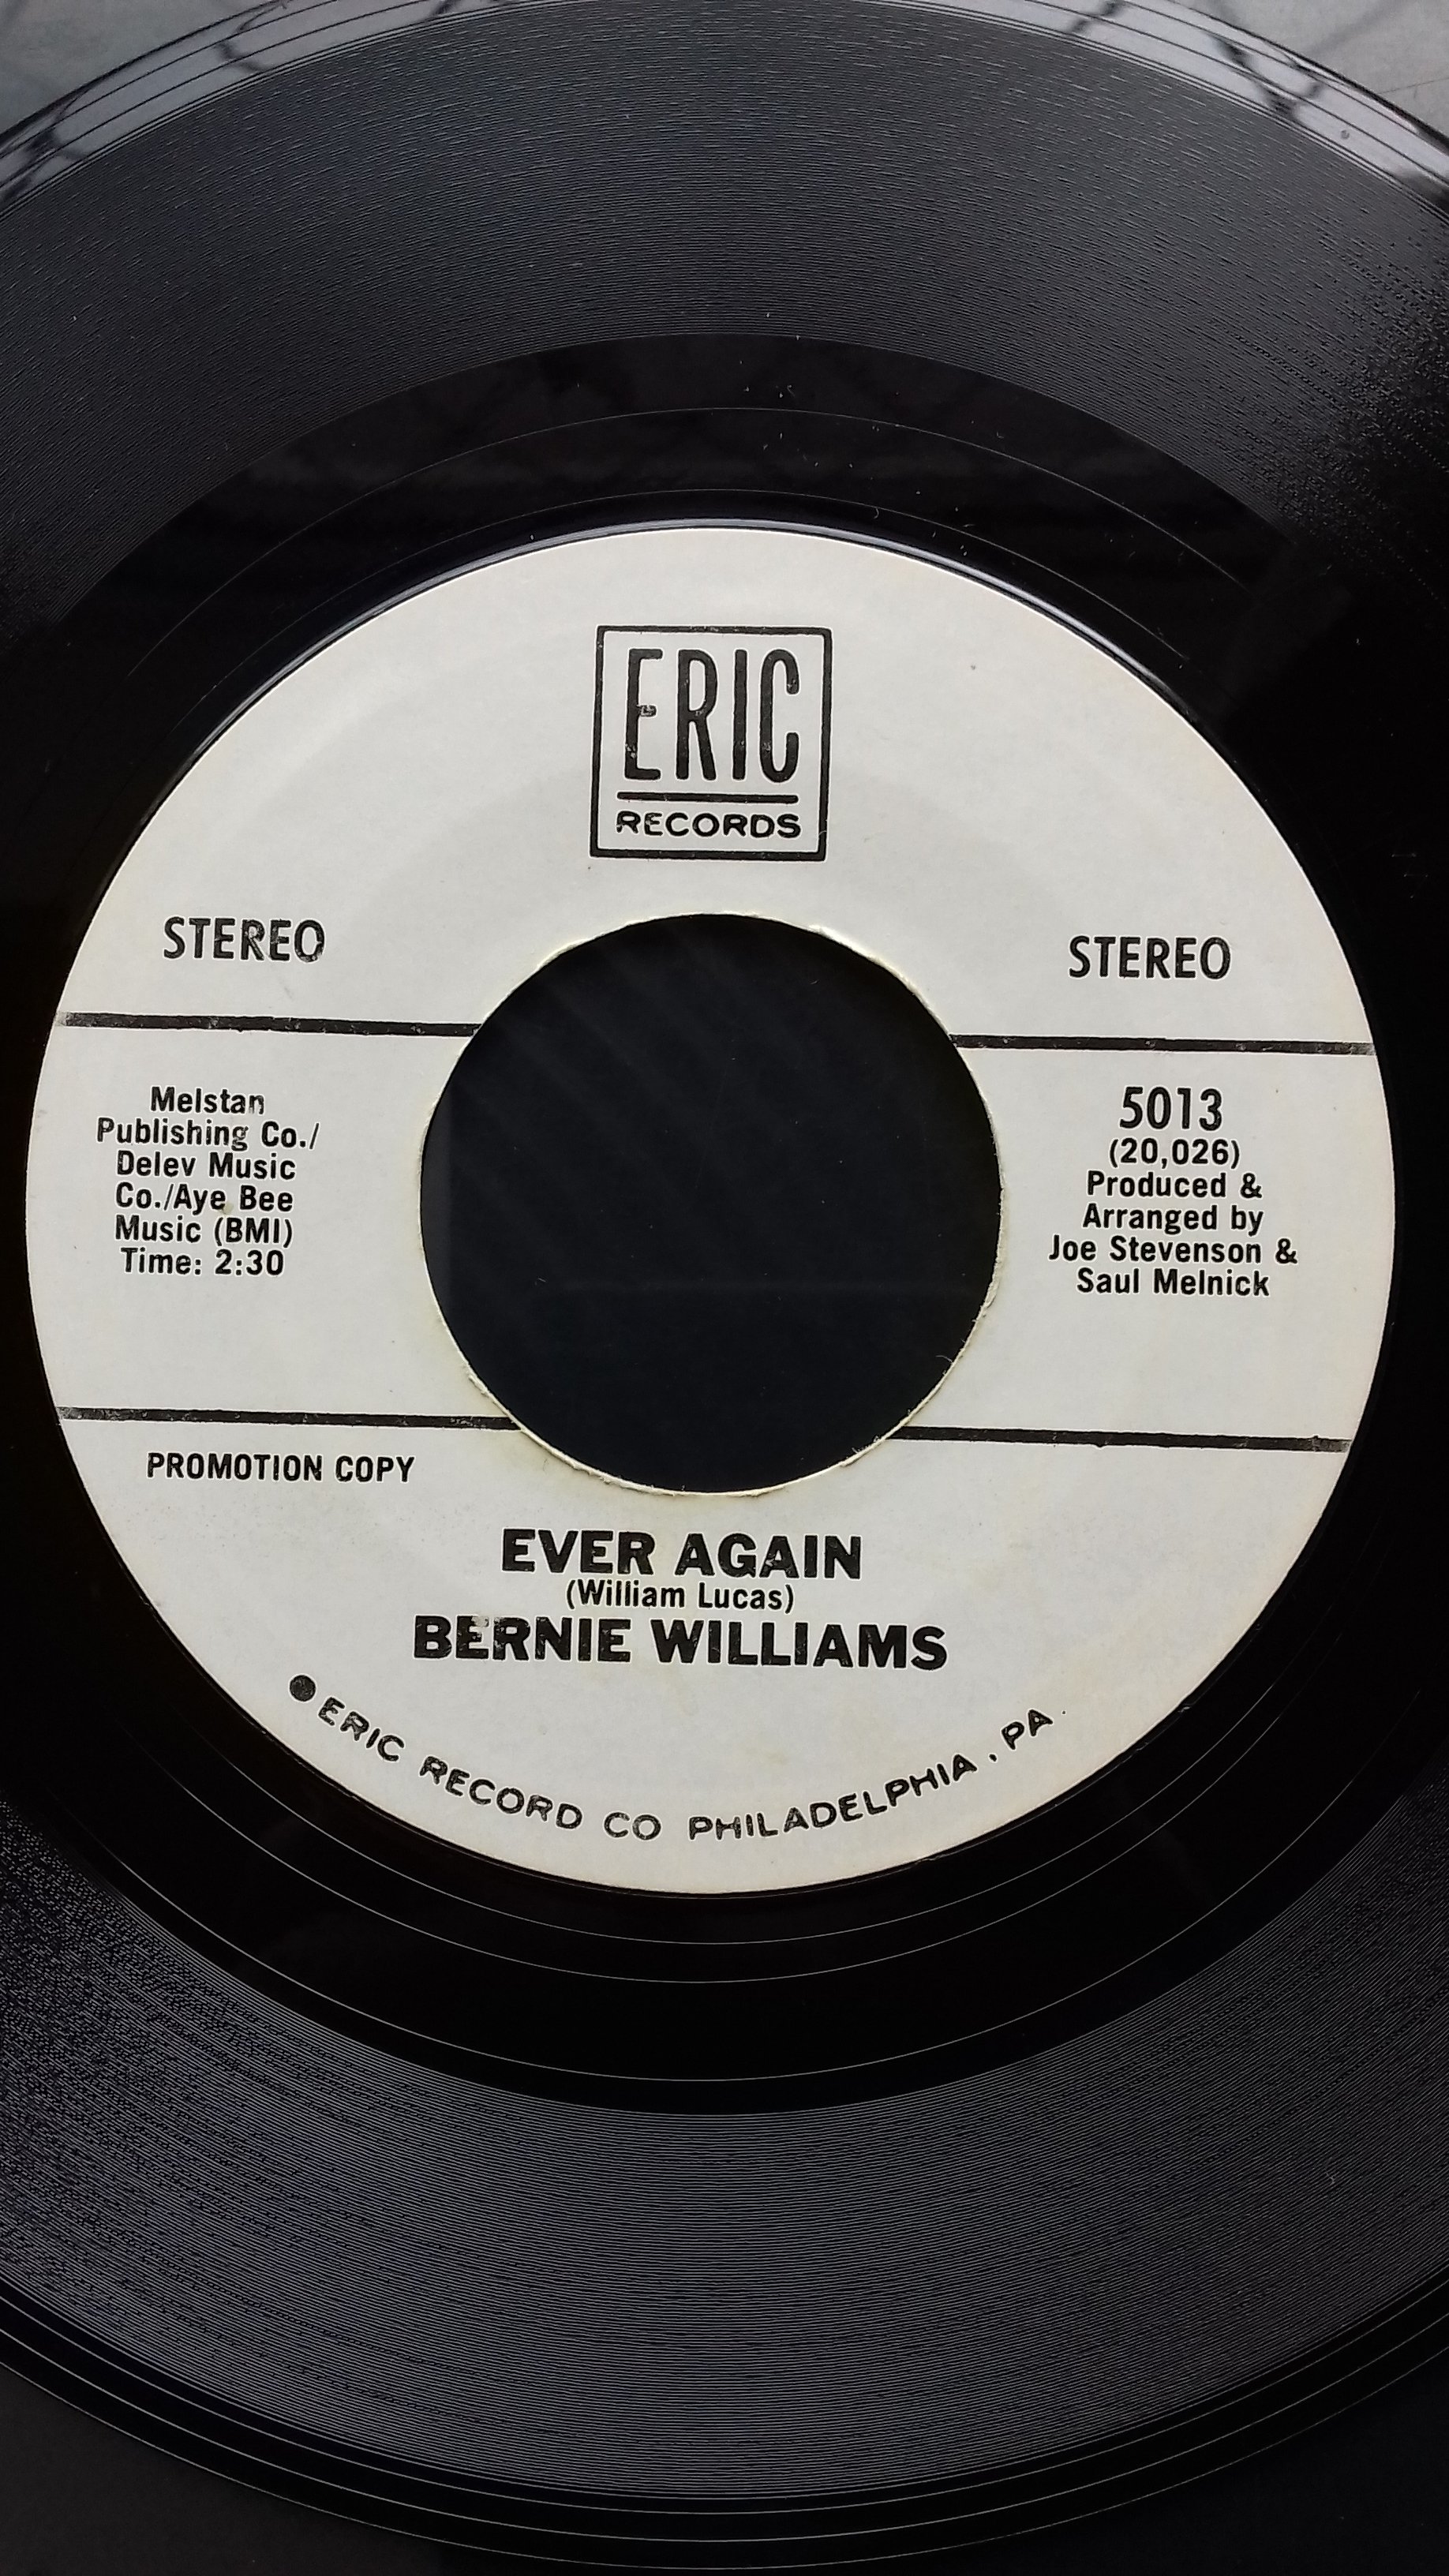 ERIC
RECORDS
STEREO
STEREO
Melstan
Publishing Co./
Delev Music
Co./Aye Bee
Music (BMI)
Time: 2:30
5013
(20,026)
Produced &
Arranged by
Joe Stevenson &
Saul Melnick
PROMOTION COPY
EVER AGAIN
(William Lucas)
BERNIE WILLIAMS
●ERIC RECORD CO PHILADELPHIA, PA.